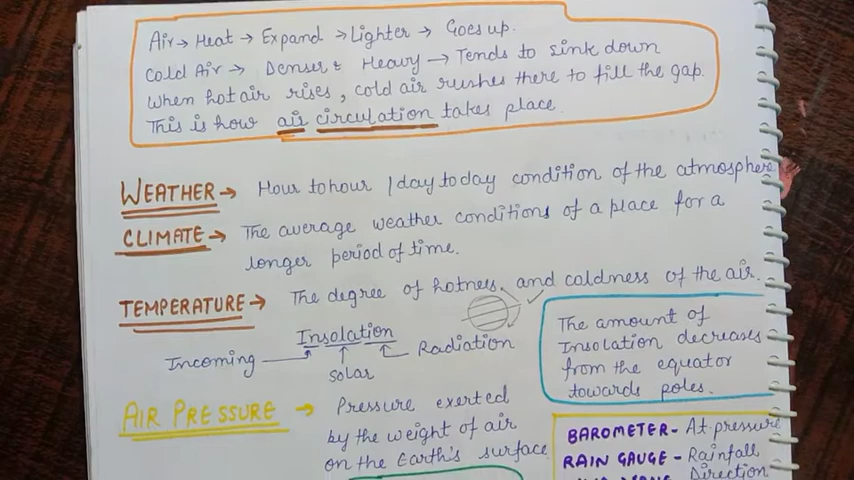 Air → Heat → Expand → Lighter → Goes up.
Cold Air → Denser & Heavy → Tends to sink down
When hot air rises, cold air rushes there to fill the gap.
This is how air circulation takes place.
WEATHER → Hour to hour / day to day condition of the atmosphere.
CLIMATE → The average weather conditions of a place for a
longer period of time.
TEMPERATURE → The degree of hotness and coldness of the air.
Insolation
Incoming
solar
Radiation
The amount of
Insolation decreases
from the equator
towards poles.
AIR PRESSURE → Pressure exerted
by the weight of air
on the Earth's surface
BAROMETER - At. pressure
RAIN GAUGE - Rainfall
Direction